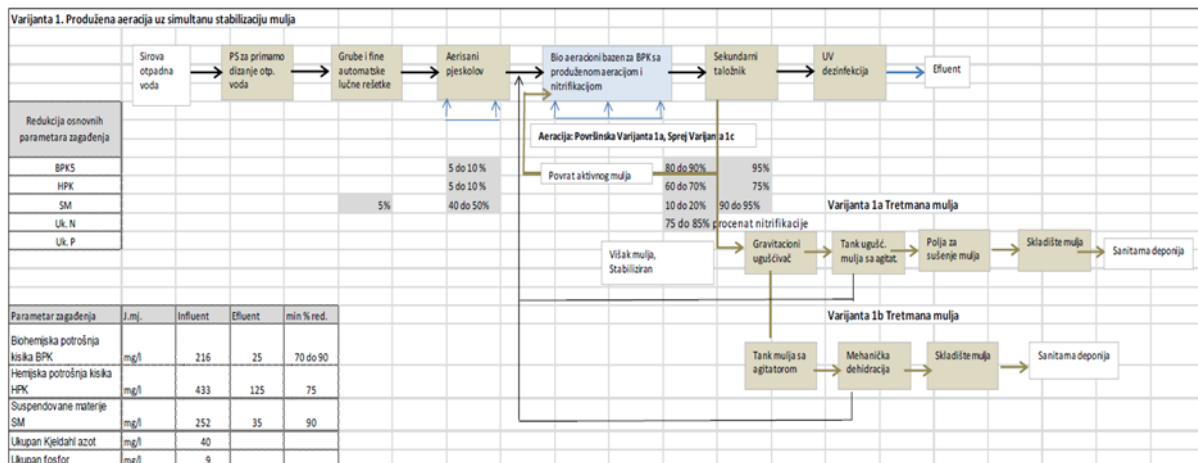 Varijanta 1. Produžena aeracija uz simultanu stabilizaciju mulja
Sirova
otpadna
voda
PS za primarno
dizanje otp.
voda
Grube i fine
automatske
lučne rešetke
Aerisani
pjeskolov
Bio aeracioni bazen za BPK sa
produženom aeracijom i
nitrifikacijom
Sekundarni
taložnik
UV
dezinfekcija
Efluent
Redukcija osnovnih
parametara zagađenja
Aeracija: Površinska Varijanta 1a, Sprej Varijanta 1c
BPK5
5 do 10 %
80 do 90%
95%
Povrat aktivnog mulja
HPK
5 do 10%
60 do 70%
75%
SM
5%
40 do 50%
10 do 20%
90 do 95%
Varijanta 1a Tretmana mulja
Uk. N
75 do 85% procenat nitrifikacije
Uk. P
Višak mulja,
Stabiliziran
Gravitacioni
ugušćivač
Tank ugušć.
mulja sa agitat.
Polja za
sušenje mulja
Skladište mulja
Sanitarna deponija
Parametar zagađenja J.mj. Influent Efluent min % red.
Varijanta 1b Tretmana mulja
Biohemijska potrošnja
kisika BPK mg/l 216 25 70 do 90
Hemijska potrošnja kisika
HPK mg/l 433 125 75
Suspendovane materije
SM mg/l 252 35 90
Ukupan Kjeldahl azot mg/l 40
Ukupan fosfor mg/l 9
Tank mulja sa
agitatorom
Mehanička
dehidracija
Skladište mulja
Sanitarna deponija